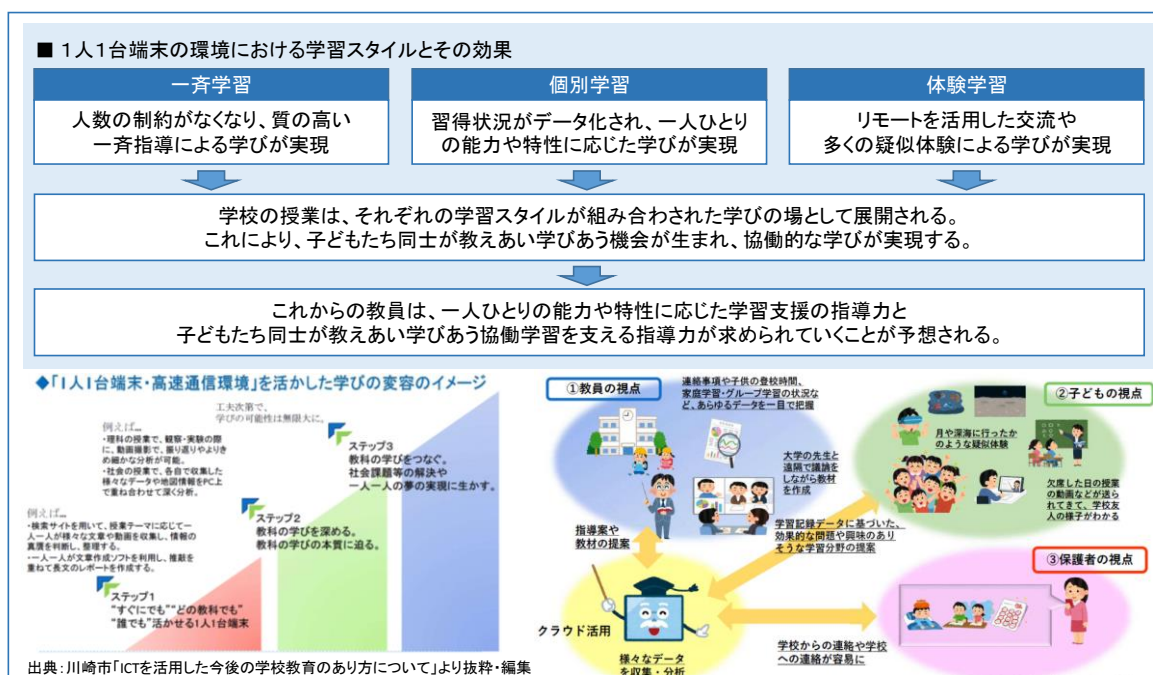 ■ 1人1台端末の環境における学習スタイルとその効果
一斉学習
人数の制約がなくなり、質の高い
一斉指導による学びが実現
個別学習
習得状況がデータ化され、一人ひとり
の能力や特性に応じた学びが実現
体験学習
リモートを活用した交流や
多くの疑似体験による学びが実現
学校の授業は、それぞれの学習スタイルが組み合わされた学びの場として展開される。
これにより、子どもたち同士が教えあい学びあう機会が生まれ、協働的な学びが実現する。
これからの教員は、一人ひとりの能力や特性に応じた学習支援の指導力と
子どもたち同士が教えあい学びあう協働学習を支える指導力が求められていくことが予想される。
◆「1人1台端末・高速通信環境」を活かした学びの変容のイメージ
工夫次第で、
学びの可能性は無限大に。
例えば…
・理科の授業で、観察・実験の際
に、動画撮影で、振り返りやよりき
め細かな分析が可能。
・社会の授業で、各自で収集した
様々なデータや地図情報をPC上
で重ね合わせて深く分析。
ステップ3
教科の学びをつなぐ。
社会課題等の解決や
一人一人の夢の実現に生かす。
ステップ2
教科の学びを深める。
教科の学びの本質に迫る。
例えば…
・検索サイトを用いて、授業テーマに応じて一
人一人が様々な文章や動画を収集し、情報の
真贋を判断し、整理する。
・一人一人が文章作成ソフトを利用し、推敲を
重ねて長文のレポートを作成する。
ステップ1
“すぐにでも”“どの教科でも”
“誰でも”活かせる1人1台端末
出典:川崎市「ICTを活用した今後の学校教育のあり方について」より抜粋・編集
①教員の視点
連絡事項や子供の登校時間、
家庭学習・グループ学習の状況な
ど、あらゆるデータを一目で把握
大学の先生と
遠隔で議論を
しながら教材
を作成
指導案や
教材の提案
学習記録データに基づいた、
効果的な問題や興味のあり
そうな学習分野の提案
②子どもの視点
月や深海に行ったか
のような疑似体験
欠席した日の授業
の動画などが送ら
れてきて、学校友
人の様子がわかる
③保護者の視点
クラウド活用
様々なデータ
を収集・分析
学校からの連絡や学校
への連絡が容易に